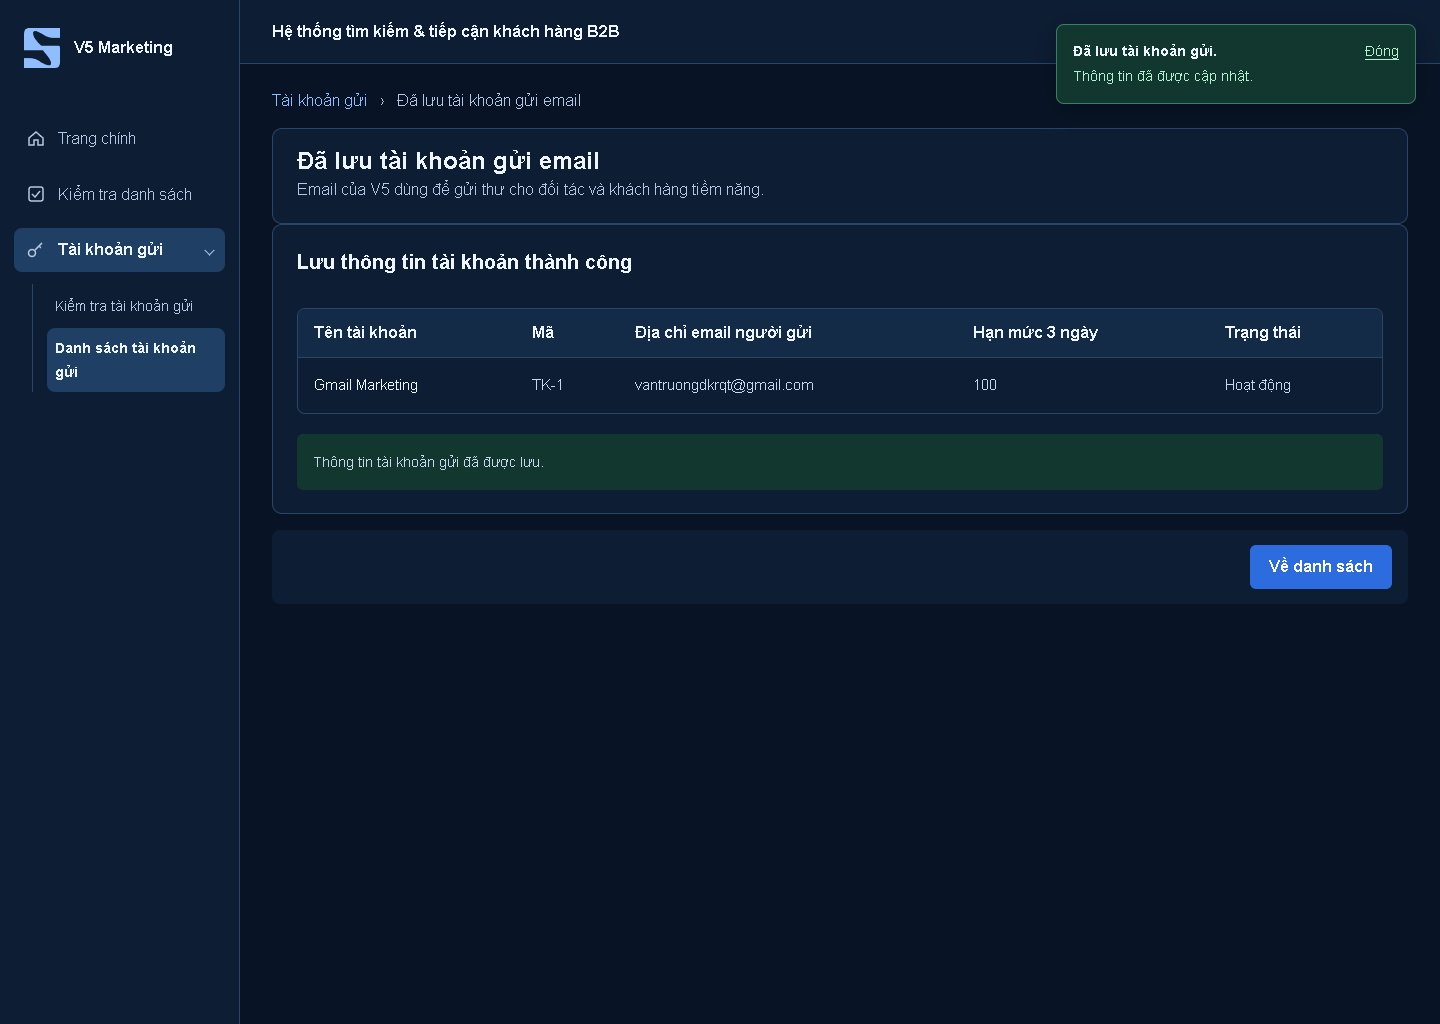 V5 Marketing
Trang chính
Kiểm tra danh sách
Tài khoản gửi
Kiểm tra tài khoản gửi
Danh sách tài khoản
gửi
Hệ thống tìm kiếm & tiếp cận khách hàng B2B
Đã lưu tài khoản gửi.
Đóng
Thông tin đã được cập nhật.
Tài khoản gửi › Đã lưu tài khoản gửi email
Đã lưu tài khoản gửi email
Email của V5 dùng để gửi thư cho đối tác và khách hàng tiềm năng.
Lưu thông tin tài khoản thành công
Tên tài khoản Mã Địa chỉ email người gửi Hạn mức 3 ngày Trạng thái
Gmail Marketing TK-1 vantruongdkrqt@gmail.com 100 Hoạt động
Thông tin tài khoản gửi đã được lưu.
Về danh sách